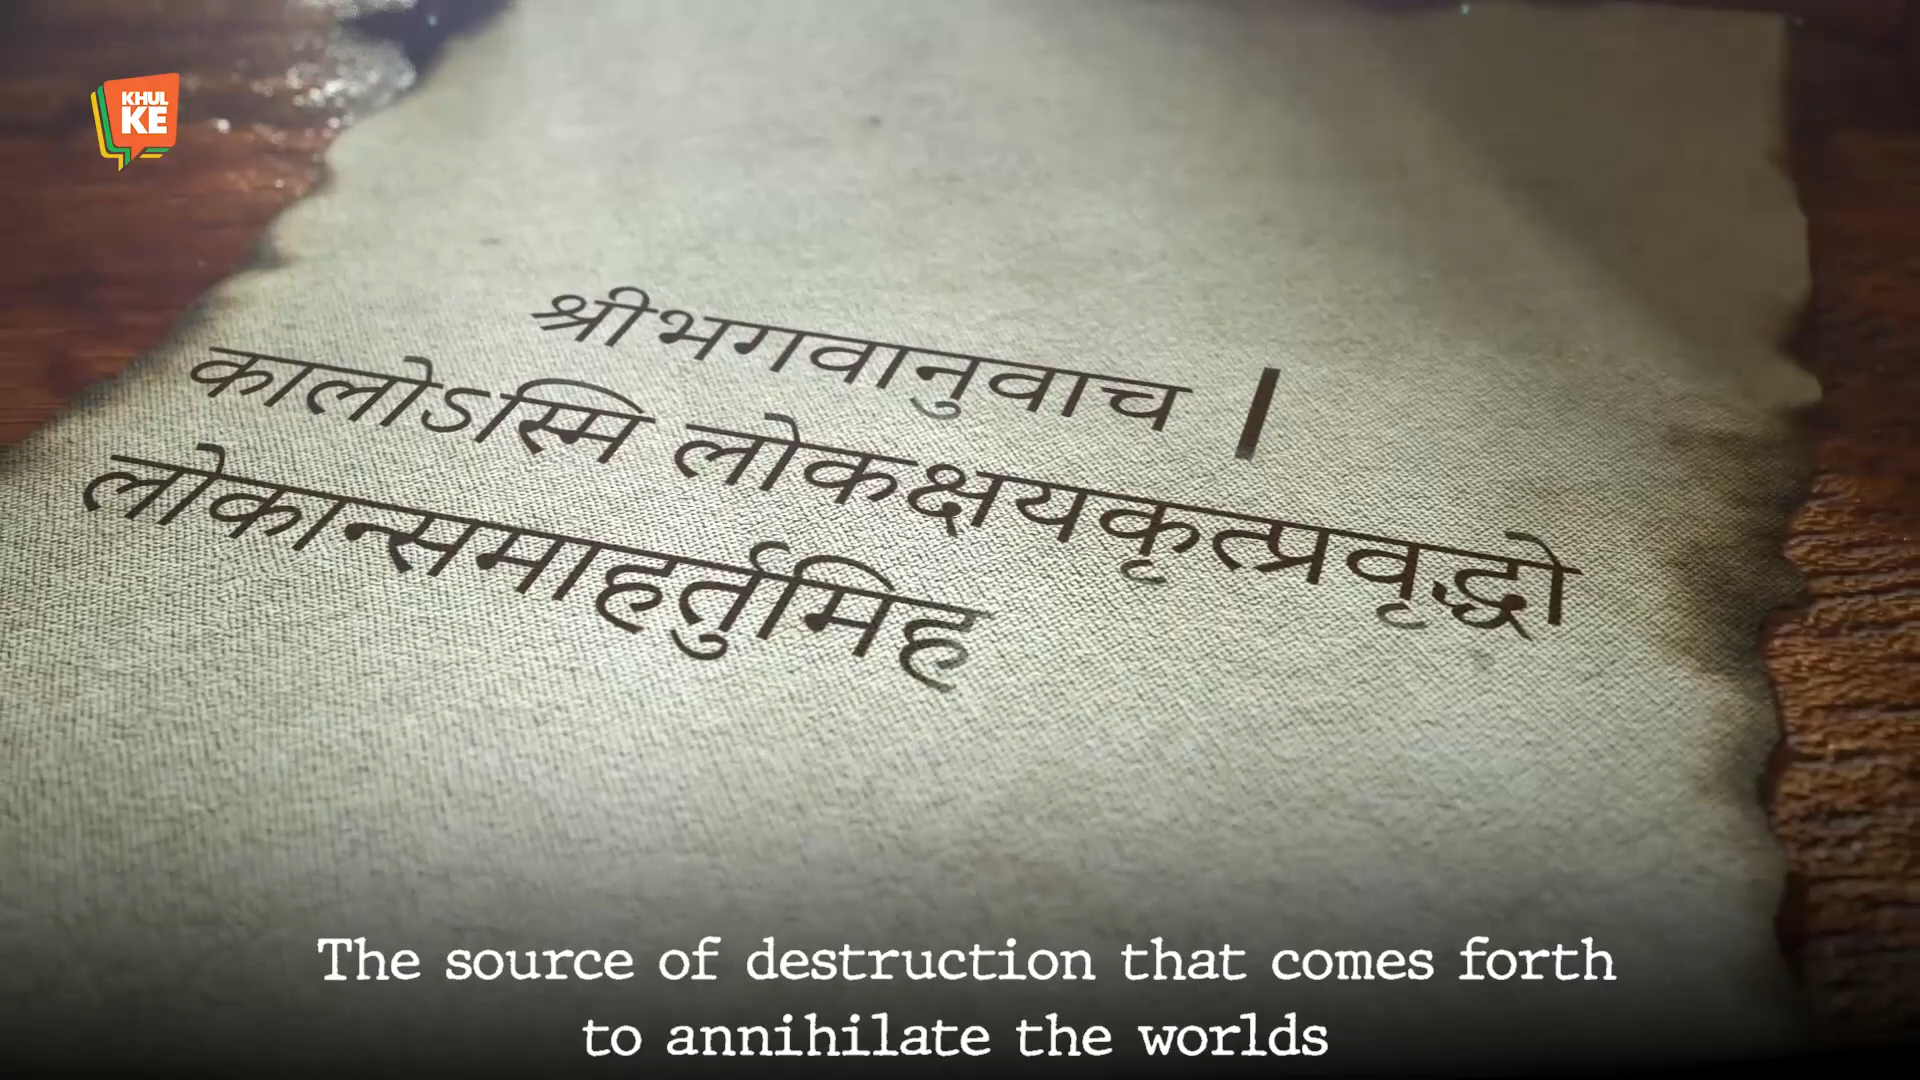 KHUL
KE
श्रीभगवानुवाच |
कालोऽस्मि लोकक्षयकृत्प्रवृद्धो
लोकान्समाहर्तुमिह
The source of destruction that comes forth
to annihilate the worlds